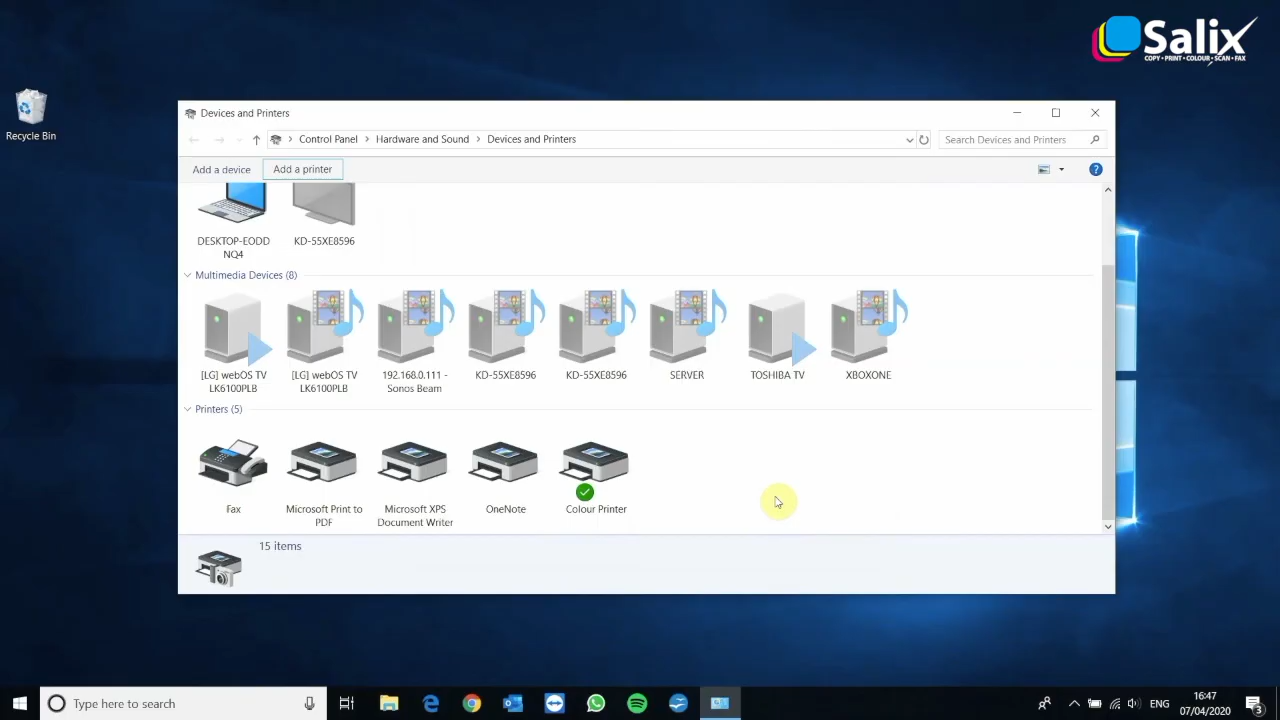 Salix
COPY • PRINT • COLOUR • SCAN • FAX
Recycle Bin
Devices and Printers
Control Panel > Hardware and Sound > Devices and Printers
Search Devices and Printers
Add a device
Add a printer
DESKTOP-EODD
NQ4
KD-55XE8596
Multimedia Devices (8)
[LG] webOS TV
LK6100PLB
[LG] webOS TV
LK6100PLB
192.168.0.111 -
Sonos Beam
KD-55XE8596
KD-55XE8596
SERVER
TOSHIBA TV
XBOXONE
Printers (5)
Fax
Microsoft Print to
PDF
Microsoft XPS
Document Writer
OneNote
Colour Printer
15 items
Type here to search
ENG
16:47
07/04/2020
3